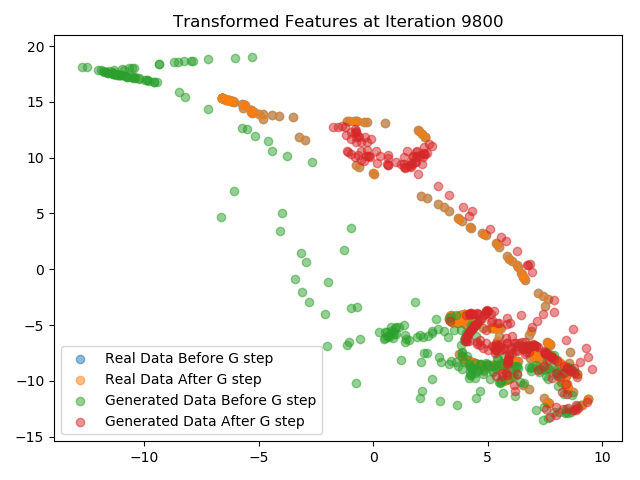 Transformed Features at Iteration 9800
20
15
10
5
0
−5
−10
−15
Real Data Before G step
Real Data After G step
Generated Data Before G step
Generated Data After G step
−10
−5
0
5
10